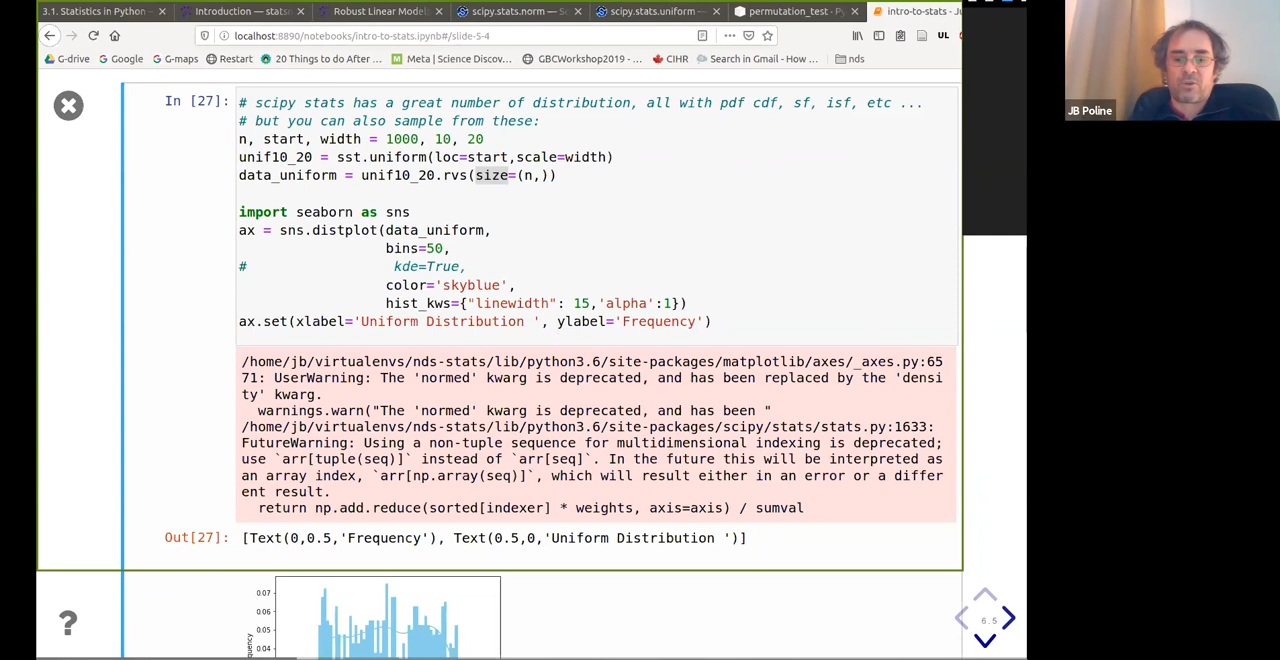 3.1. Statistics in Python -
Introduction — statsm
Robust Linear Models
scipy.stats.norm — Sci
scipy.stats.uniform —
permutation_test - Py
intro-to-stats - Ju
localhost:8890/notebooks/intro-to-stats.ipynb#/slide-5-4
UL
G-drive
Google
G-maps
Restart
20 Things to do After ...
Meta | Science Discov...
GBCWorkshop2019 - ...
CIHR
Search in Gmail - How ...
nds
JB Poline
In [27]:
# scipy stats has a great number of distribution, all with pdf cdf, sf, isf, etc ...
# but you can also sample from these:
n, start, width = 1000, 10, 20
unif10_20 = sst.uniform(loc=start,scale=width)
data_uniform = unif10_20.rvs(size=(n,))
import seaborn as sns
ax = sns.distplot(data_uniform,
bins=50,
# kde=True,
color='skyblue',
hist_kws={"linewidth": 15,'alpha':1})
ax.set(xlabel='Uniform Distribution ', ylabel='Frequency')
/home/jb/virtualenvs/nds-stats/lib/python3.6/site-packages/matplotlib/axes/_axes.py:65
71: UserWarning: The 'normed' kwarg is deprecated, and has been replaced by the 'densi
ty' kwarg.
warnings.warn("The 'normed' kwarg is deprecated, and has been "
/home/jb/virtualenvs/nds-stats/lib/python3.6/site-packages/scipy/stats/stats.py:1633:
FutureWarning: Using a non-tuple sequence for multidimensional indexing is deprecated;
use `arr[tuple(seq)]` instead of `arr[seq]`. In the future this will be interpreted as
an array index, `arr[np.array(seq)]`, which will result either in an error or a differ
ent result.
return np.add.reduce(sorted[indexer] * weights, axis=axis) / sumval
Out[27]:
[Text(0,0.5,'Frequency'), Text(0.5,0,'Uniform Distribution ')]
0.07
0.06
0.05
0.04
quency
?
6.5